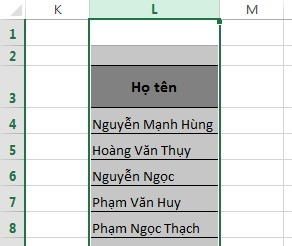 K L M
1
2
3 Họ tên
4 Nguyễn Mạnh Hùng
5 Hoàng Văn Thụy
6 Nguyễn Ngọc
7 Phạm Văn Huy
8 Phạm Ngọc Thạch